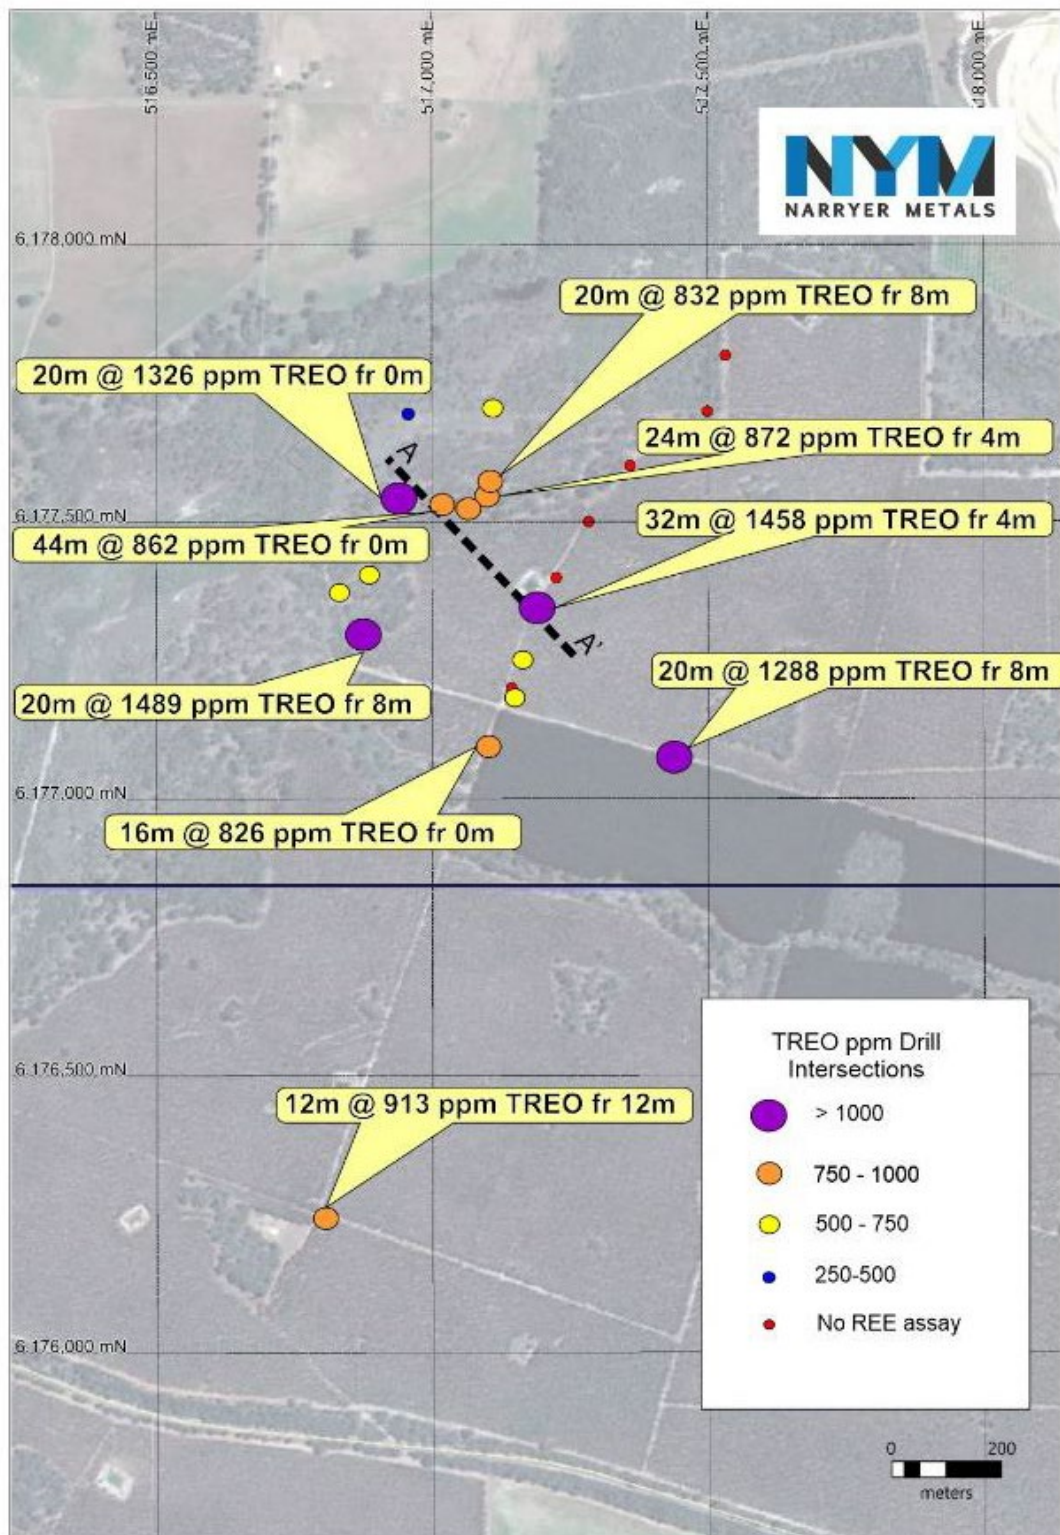 516,500 mE
517,000 mE
517,500 mE
518,000 mE
NYM
NARRYER METALS
6,178,000 mN
20m @ 832 ppm TREO fr 8m
20m @ 1326 ppm TREO fr 0m
24m @ 872 ppm TREO fr 4m
A
6,177,500 mN
32m @ 1458 ppm TREO fr 4m
44m @ 862 ppm TREO fr 0m
A'
20m @ 1288 ppm TREO fr 8m
20m @ 1489 ppm TREO fr 8m
6,177,000 mN
16m @ 826 ppm TREO fr 0m
TREO ppm Drill
Intersections
6,176,500 mN
12m @ 913 ppm TREO fr 12m
> 1000
750 - 1000
500 - 750
250-500
No REE assay
6,176,000 mN
0 200
meters